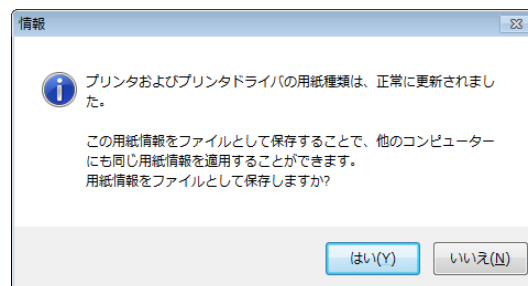 情報
プリンタおよびプリンタドライバの用紙種類は、正常に更新されまし
た。
この用紙情報をファイルとして保存することで、他のコンピューター
にも同じ用紙情報を適用することができます。
用紙情報をファイルとして保存しますか?
はい(Y) いいえ(N)